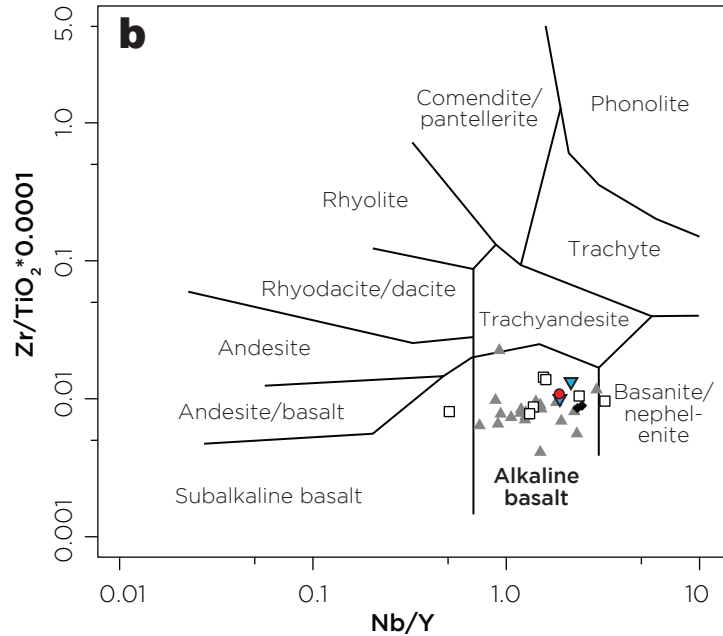 b
5.0
1.0
0.1
0.01
0.001
Zr/TiO2*0.0001
Comendite/
pantellerite
Phonolite
Rhyolite
Trachyte
Rhyodacite/dacite
Trachyandesite
Andesite
Andesite/basalt
Basanite/
nephel-
enite
Subalkaline basalt
Alkaline
basalt
0.01
0.1
1.0
10
Nb/Y